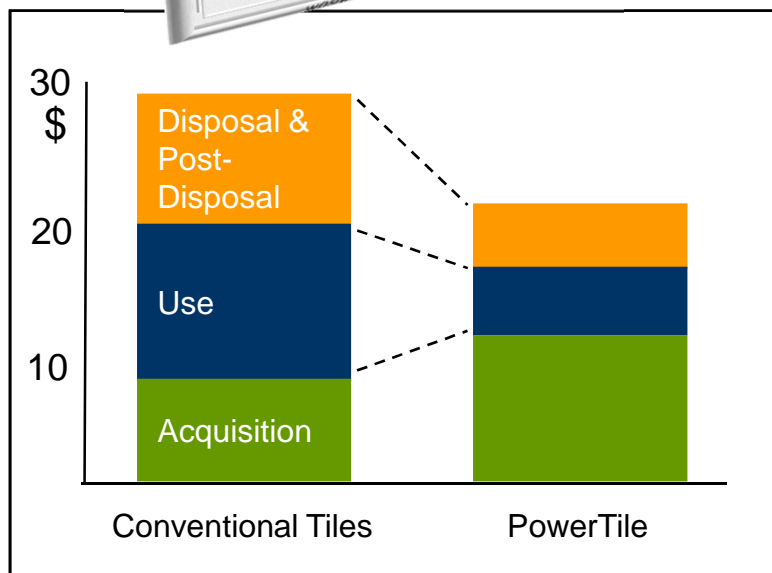 30
$
Disposal &
Post-
Disposal
20
Use
10
Acquisition
Conventional Tiles
PowerTile